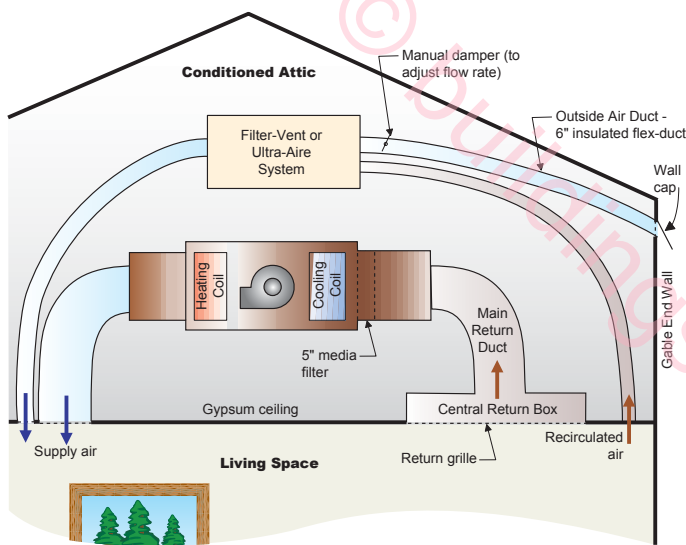 © buildings
Manual damper (to
adjust flow rate)
Conditioned Attic
Outside Air Duct -
6" insulated flex-duct
Filter-Vent or
Ultra-Aire
System
Wall
cap
Heating
Coil
Cooling
Coil
Gable End Wall
Main
Return
Duct
5" media
filter
Gypsum ceiling
Central Return Box
Supply air
Return grille
Recirculated
air
Living Space